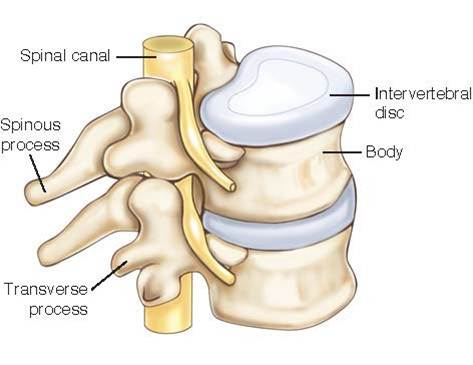 Spinal canal
Intervertebral
disc
Spinous
process
Body
Transverse
process